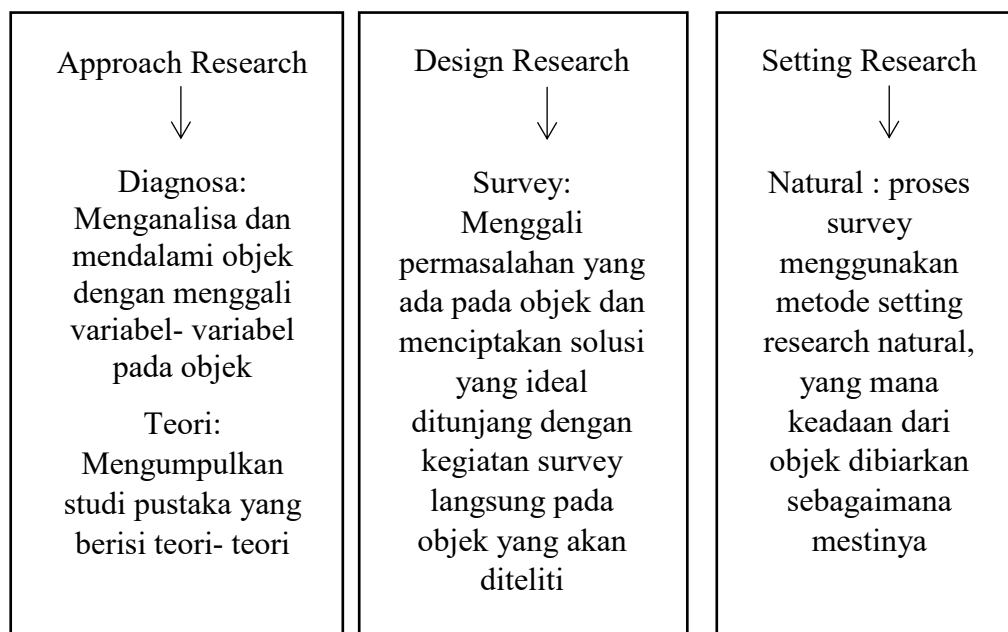 Approach Research
Diagnosa:
Menganalisa dan
mendalami objek
dengan menggali
variabel- variabel
pada objek
Teori:
Mengumpulkan
studi pustaka yang
berisi teori- teori
Design Research
Survey:
Menggali
permasalahan yang
ada pada objek dan
menciptakan solusi
yang ideal
ditunjang dengan
kegiatan survey
langsung pada
objek yang akan
diteliti
Setting Research
Natural : proses
survey
menggunakan
metode setting
research natural,
yang mana
keadaan dari
objek dibiarkan
sebagaimana
mestinya